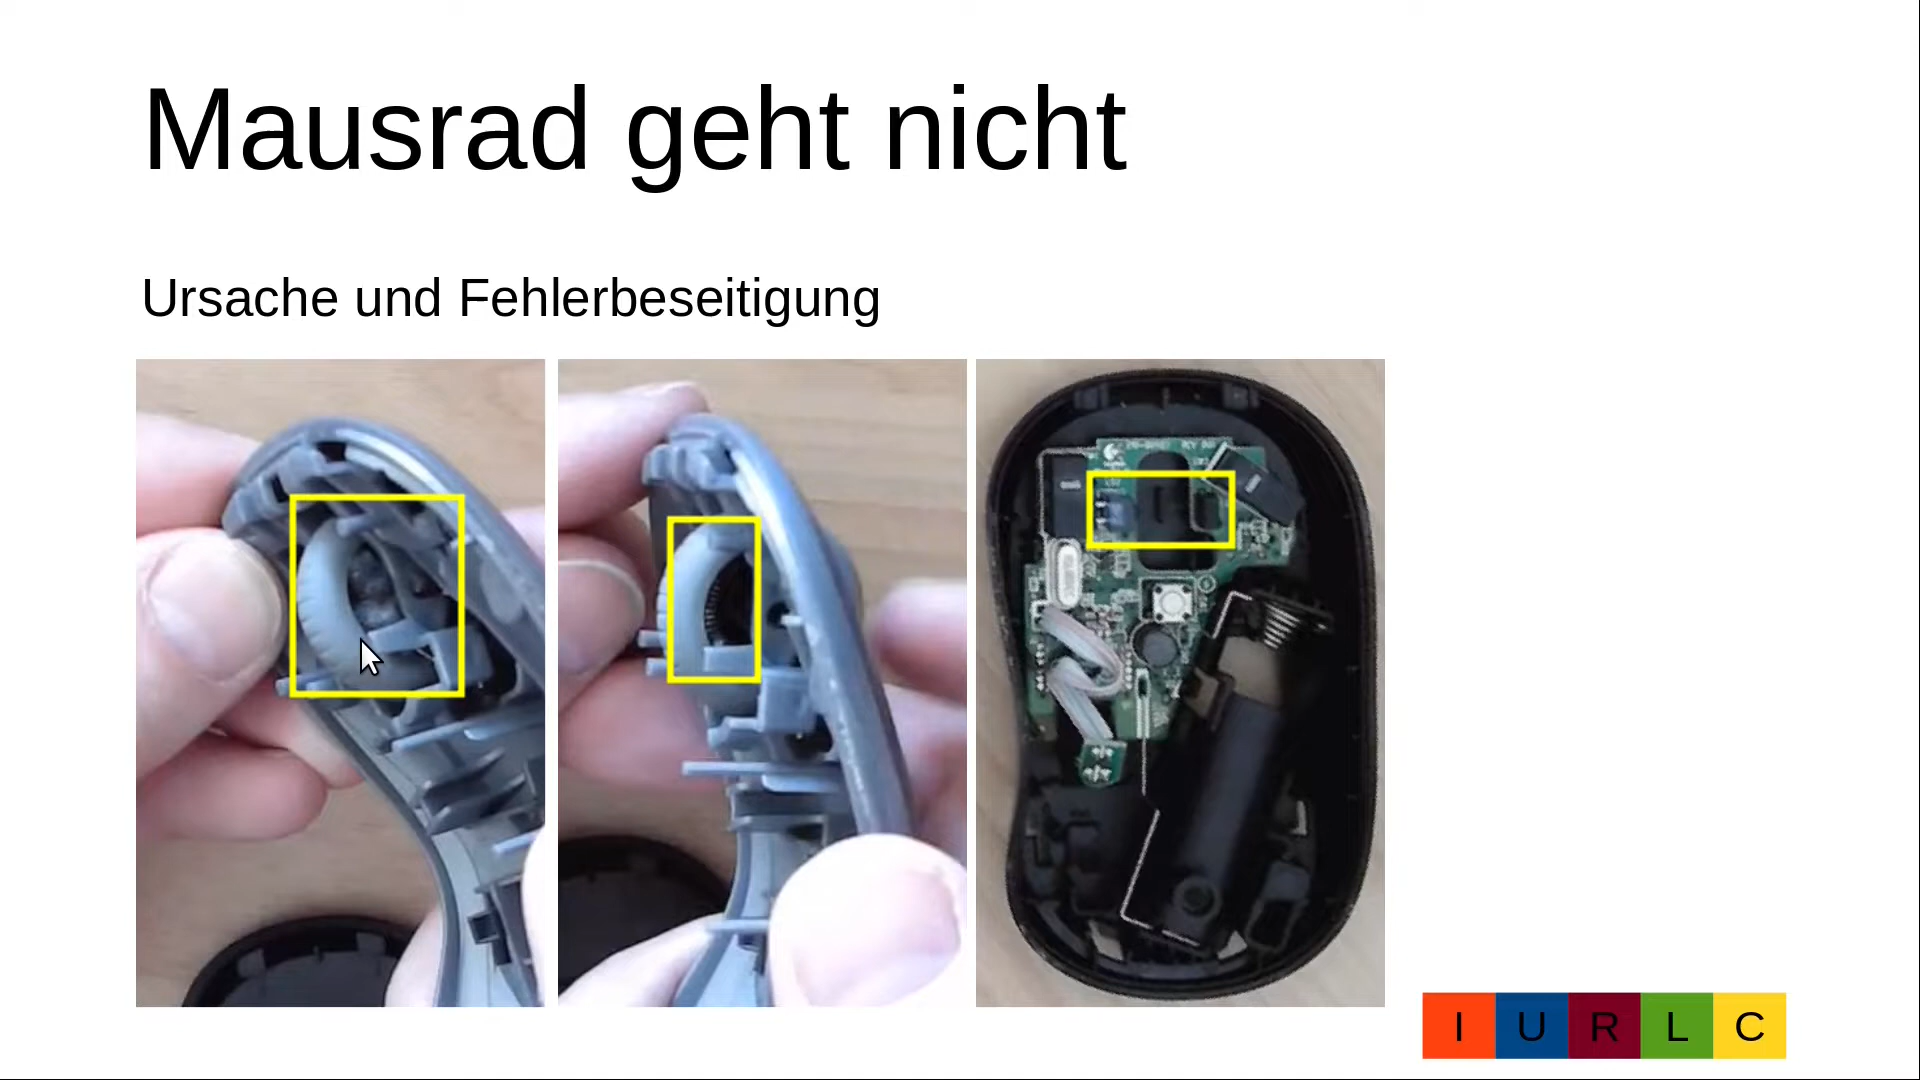 Mausrad geht nicht
Ursache und Fehlerbeseitigung
I U R L C